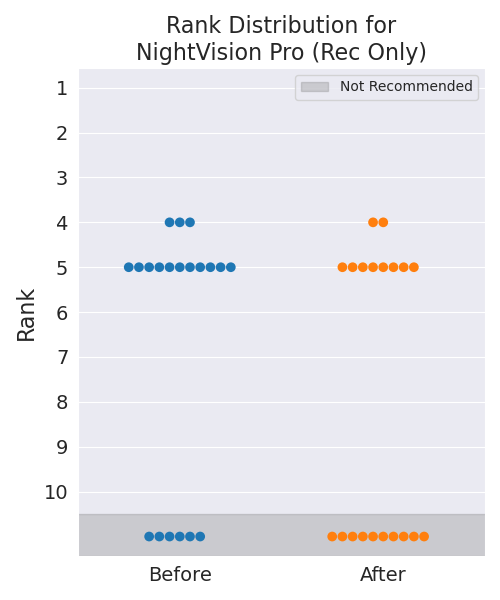 Rank Distribution for
NightVision Pro (Rec Only)
Not Recommended
1
2
3
4
5
6
7
8
9
10
Rank
Before
After